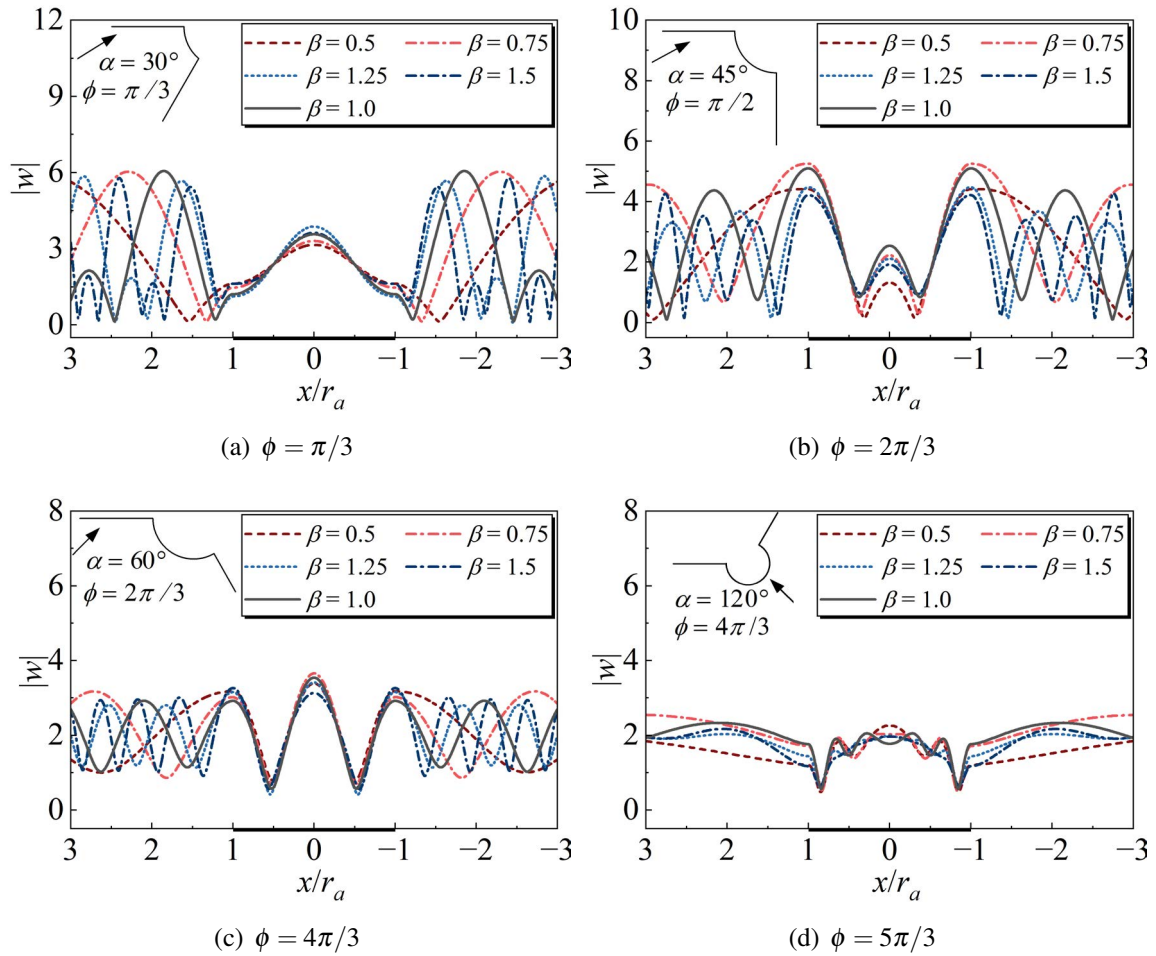 12
9
6
3
0
|w|
α = 30°
ϕ = π/3
β = 0.5
β = 0.75
β = 1.25
β = 1.5
β = 1.0
3 2 1 0 −1 −2 −3
x/r_a
(a) ϕ = π/3
10
8
6
4
2
0
|w|
α = 45°
ϕ = π/2
β = 0.5
β = 0.75
β = 1.25
β = 1.5
β = 1.0
3 2 1 0 −1 −2 −3
x/r_a
(b) ϕ = 2π/3
8
6
4
2
0
|w|
α = 60°
ϕ = 2π/3
β = 0.5
β = 0.75
β = 1.25
β = 1.5
β = 1.0
3 2 1 0 −1 −2 −3
x/r_a
(c) ϕ = 4π/3
8
6
4
2
0
|w|
α = 120°
ϕ = 4π/3
β = 0.5
β = 0.75
β = 1.25
β = 1.5
β = 1.0
3 2 1 0 −1 −2 −3
x/r_a
(d) ϕ = 5π/3